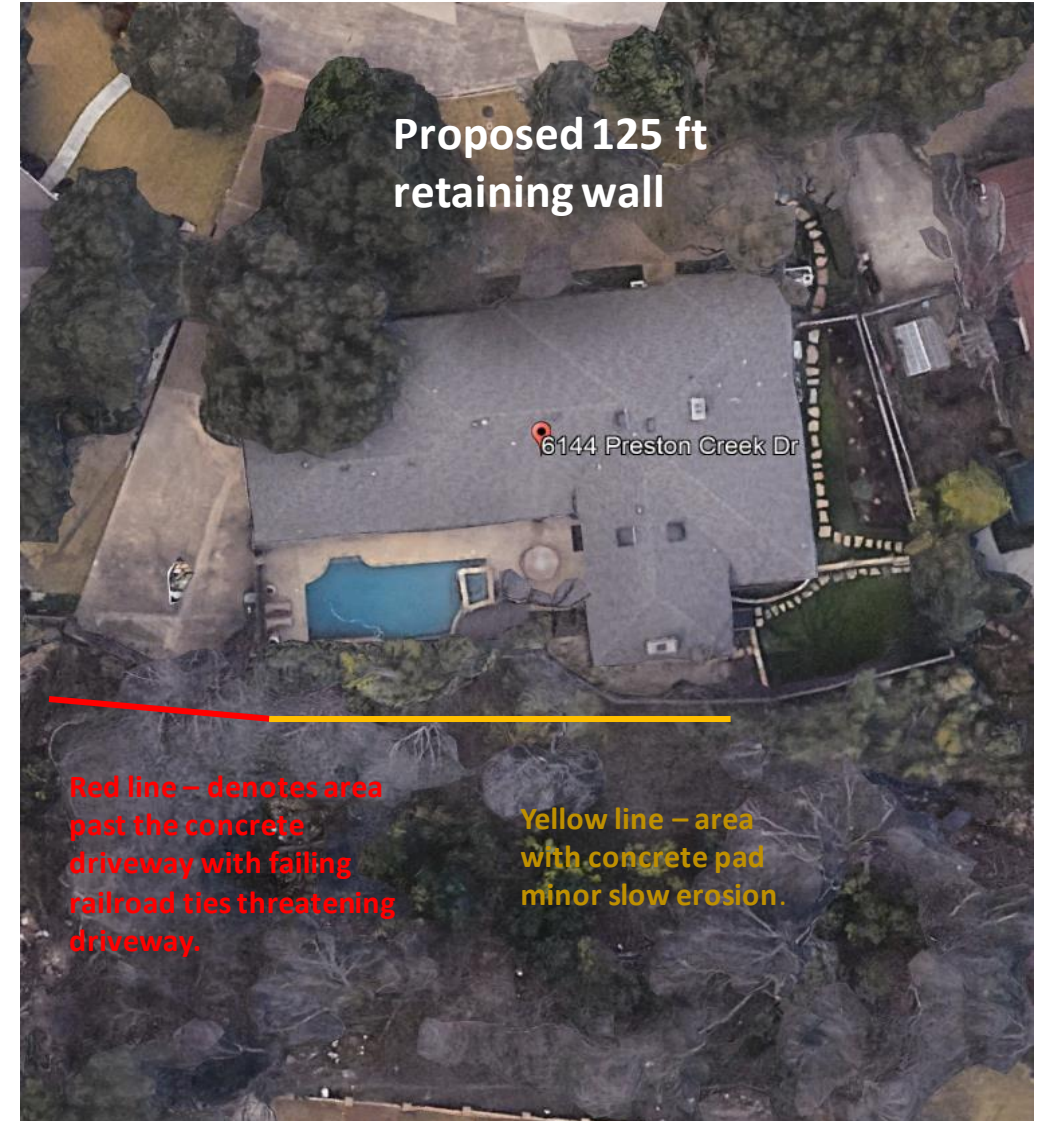 Proposed 125 ft
retaining wall
6144 Preston Creek Dr
Red line – denotes area
past the concrete
driveway with failing
railroad ties threatening
driveway.
Yellow line – area
with concrete pad
minor slow erosion.